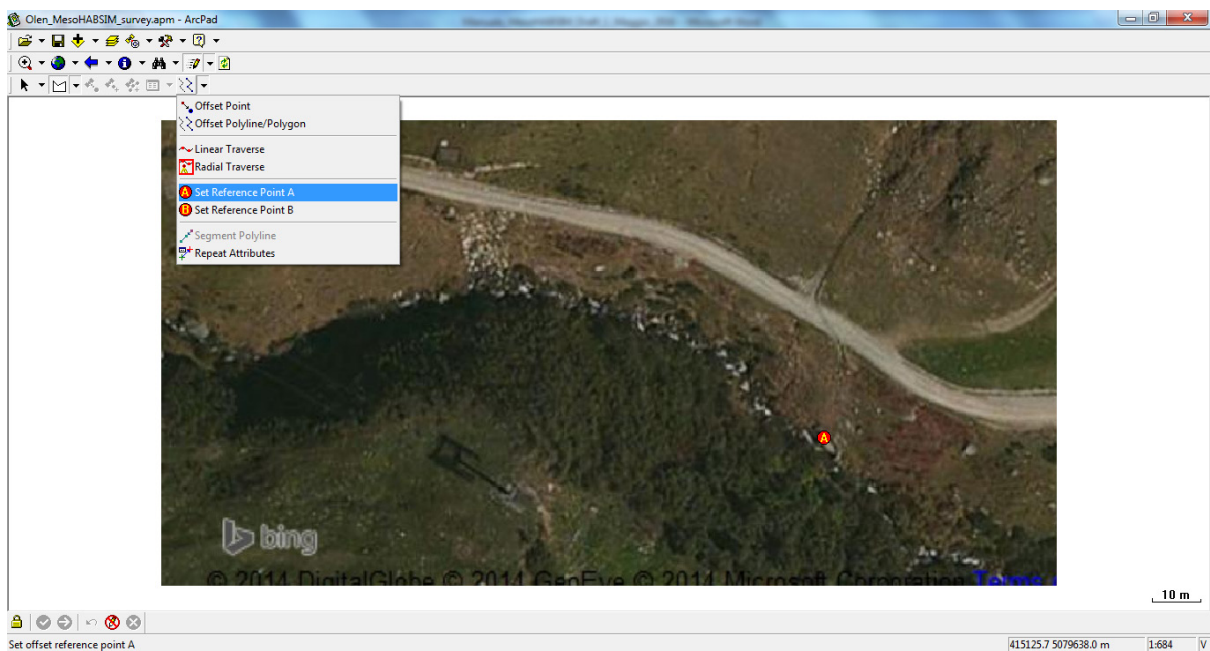 Olen_MesoHABSIM_survey.apm - ArcPad
Offset Point
Offset Polyline/Polygon
Linear Traverse
Radial Traverse
Set Reference Point A
Set Reference Point B
Segment Polyline
Repeat Attributes
A
bing
© 2014 DigitalGlobe © 2014 GeoEye © 2014 Microsoft Corporation Terms
10 m
Set offset reference point A
415125.7 5079638.0 m
1:684
V